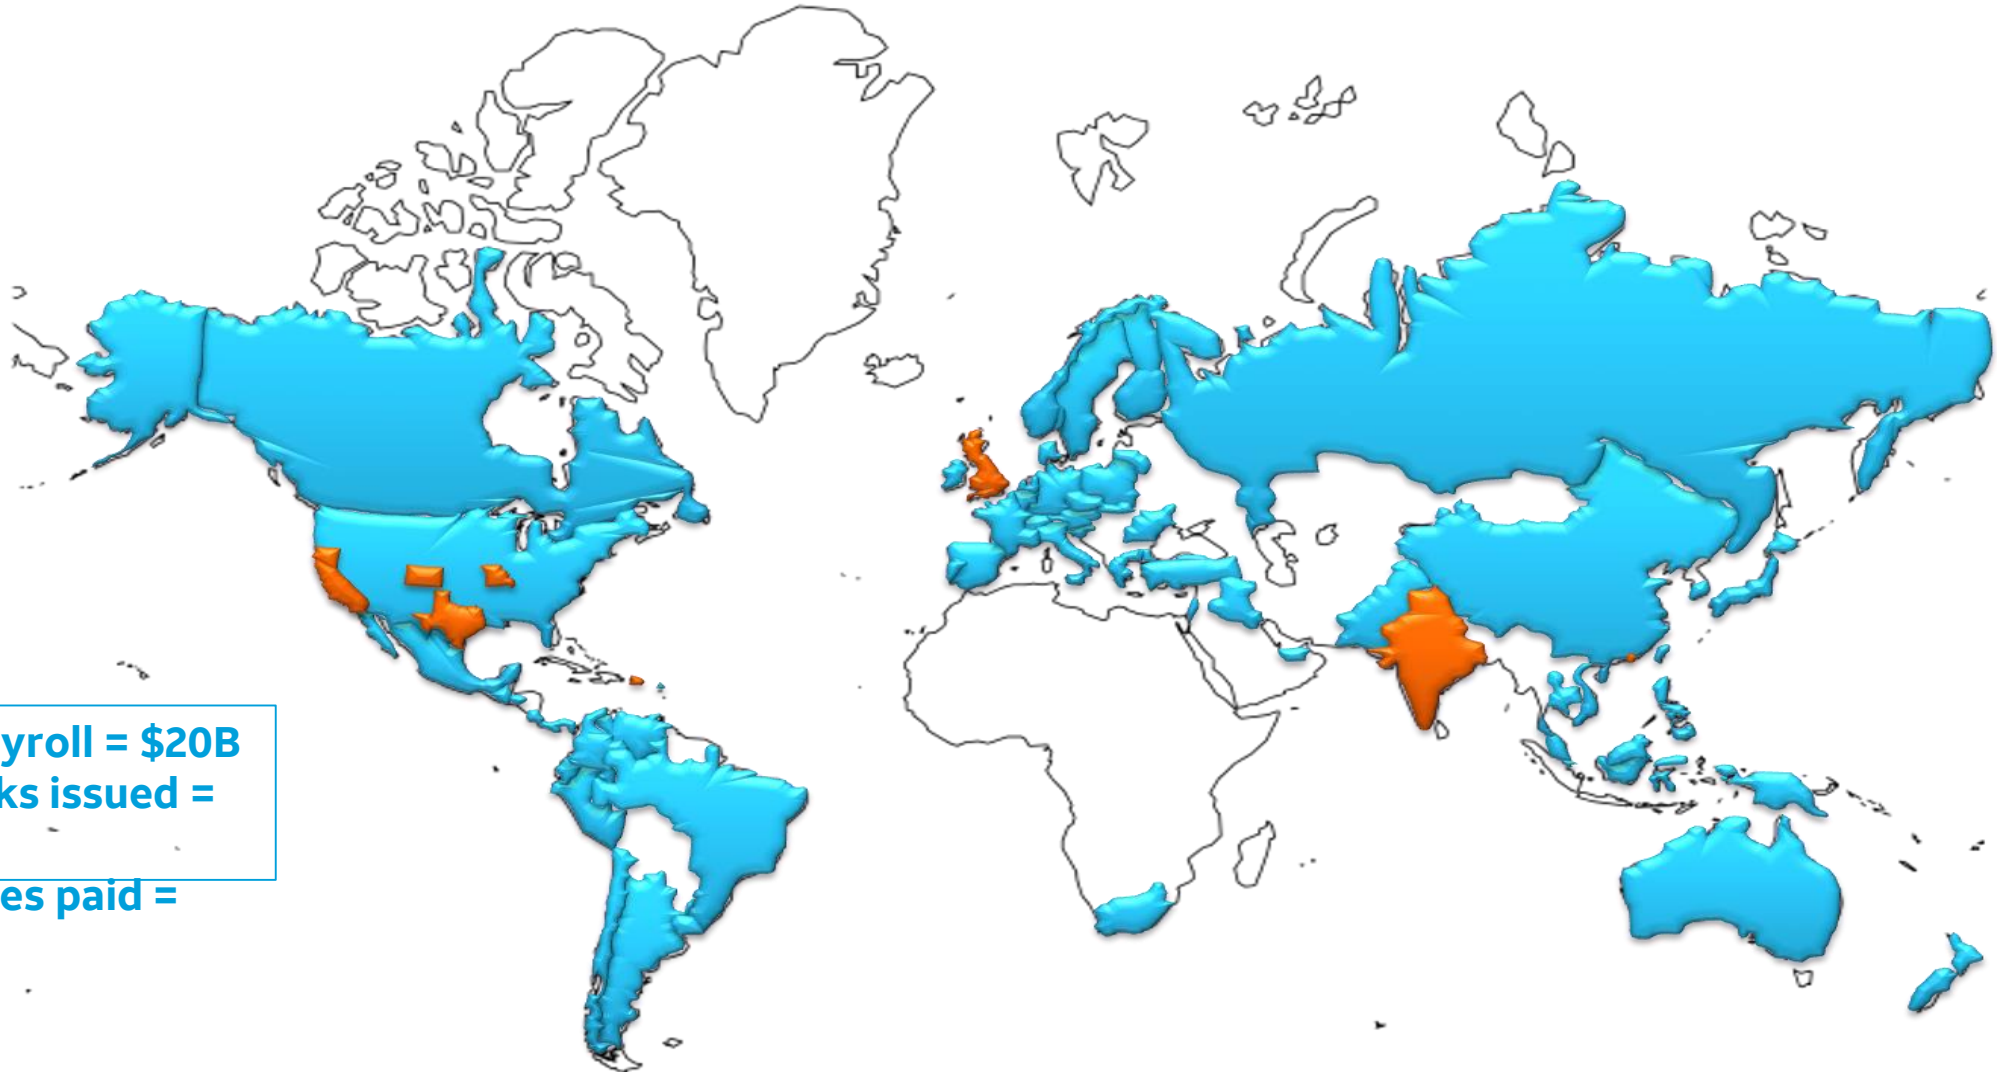 yroll = $20B
ks issued =
es paid =